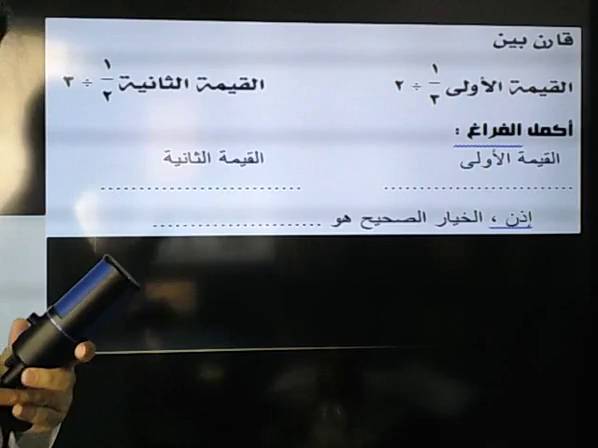 قارن بين
القيمة الأولى ١/٢ ÷ ٢ القيمة الثانية ١/٢ ÷ ٣
أكمل الفراغ :
القيمة الأولى القيمة الثانية
.............................. ..............................
إذن ، الخيار الصحيح هو ..............................